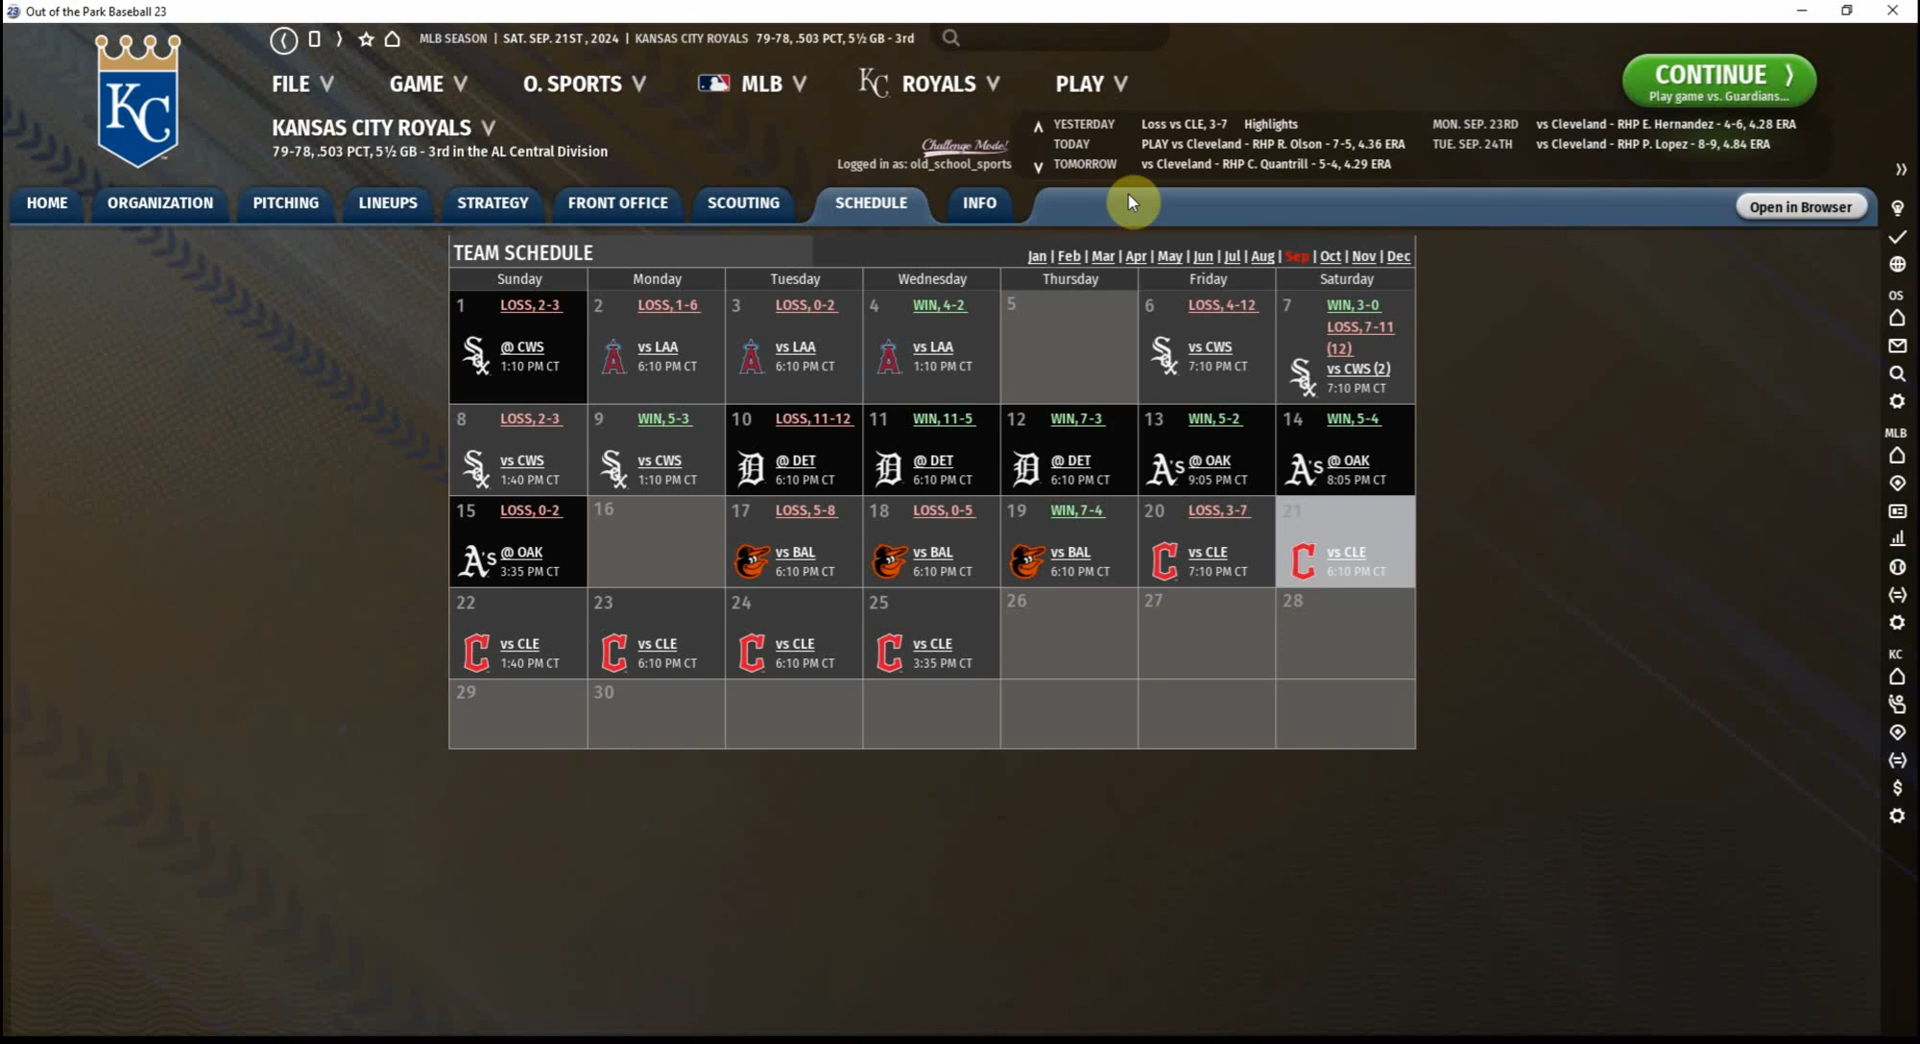 Out of the Park Baseball 23
MLB SEASON | SAT. SEP. 21ST, 2024 | KANSAS CITY ROYALS 79-78, .503 PCT, 5½ GB - 3rd
FILE GAME O. SPORTS MLB ROYALS PLAY
CONTINUE
Play game vs. Guardians...
KANSAS CITY ROYALS
79-78, .503 PCT, 5½ GB - 3rd in the AL Central Division
Challenge Mode!
Logged in as: old_school_sports
YESTERDAY Loss vs CLE, 3-7 Highlights
TODAY PLAY vs Cleveland - RHP R. Olson - 7-5, 4.36 ERA
TOMORROW vs Cleveland - RHP C. Quantrill - 5-4, 4.29 ERA
MON. SEP. 23RD vs Cleveland - RHP E. Hernandez - 4-6, 4.28 ERA
TUE. SEP. 24TH vs Cleveland - RHP P. Lopez - 8-9, 4.84 ERA
HOME ORGANIZATION PITCHING LINEUPS STRATEGY FRONT OFFICE SCOUTING SCHEDULE INFO
Open in Browser
TEAM SCHEDULE
Jan | Feb | Mar | Apr | May | Jun | Jul | Aug | Sep | Oct | Nov | Dec
Sunday Monday Tuesday Wednesday Thursday Friday Saturday
1 LOSS, 2-3 2 LOSS, 1-6 3 LOSS, 0-2 4 WIN, 4-2 5 6 LOSS, 4-12 7 WIN, 3-0
LOSS, 7-11
(12)
@ CWS vs LAA vs LAA vs LAA vs CWS vs CWS (2)
1:10 PM CT 6:10 PM CT 6:10 PM CT 1:10 PM CT 7:10 PM CT 7:10 PM CT
8 LOSS, 2-3 9 WIN, 5-3 10 LOSS, 11-12 11 WIN, 11-5 12 WIN, 7-3 13 WIN, 5-2 14 WIN, 5-4
vs CWS vs CWS @ DET @ DET @ DET @ OAK @ OAK
1:40 PM CT 1:10 PM CT 6:10 PM CT 6:10 PM CT 6:10 PM CT 9:05 PM CT 8:05 PM CT
15 LOSS, 0-2 16 17 LOSS, 5-8 18 LOSS, 0-5 19 WIN, 7-4 20 LOSS, 3-7 21
@ OAK vs BAL vs BAL vs BAL vs CLE vs CLE
3:35 PM CT 6:10 PM CT 6:10 PM CT 6:10 PM CT 7:10 PM CT 6:10 PM CT
22 23 24 25 26 27 28
vs CLE vs CLE vs CLE vs CLE
1:40 PM CT 6:10 PM CT 6:10 PM CT 3:35 PM CT
29 30
OS
MLB
KC